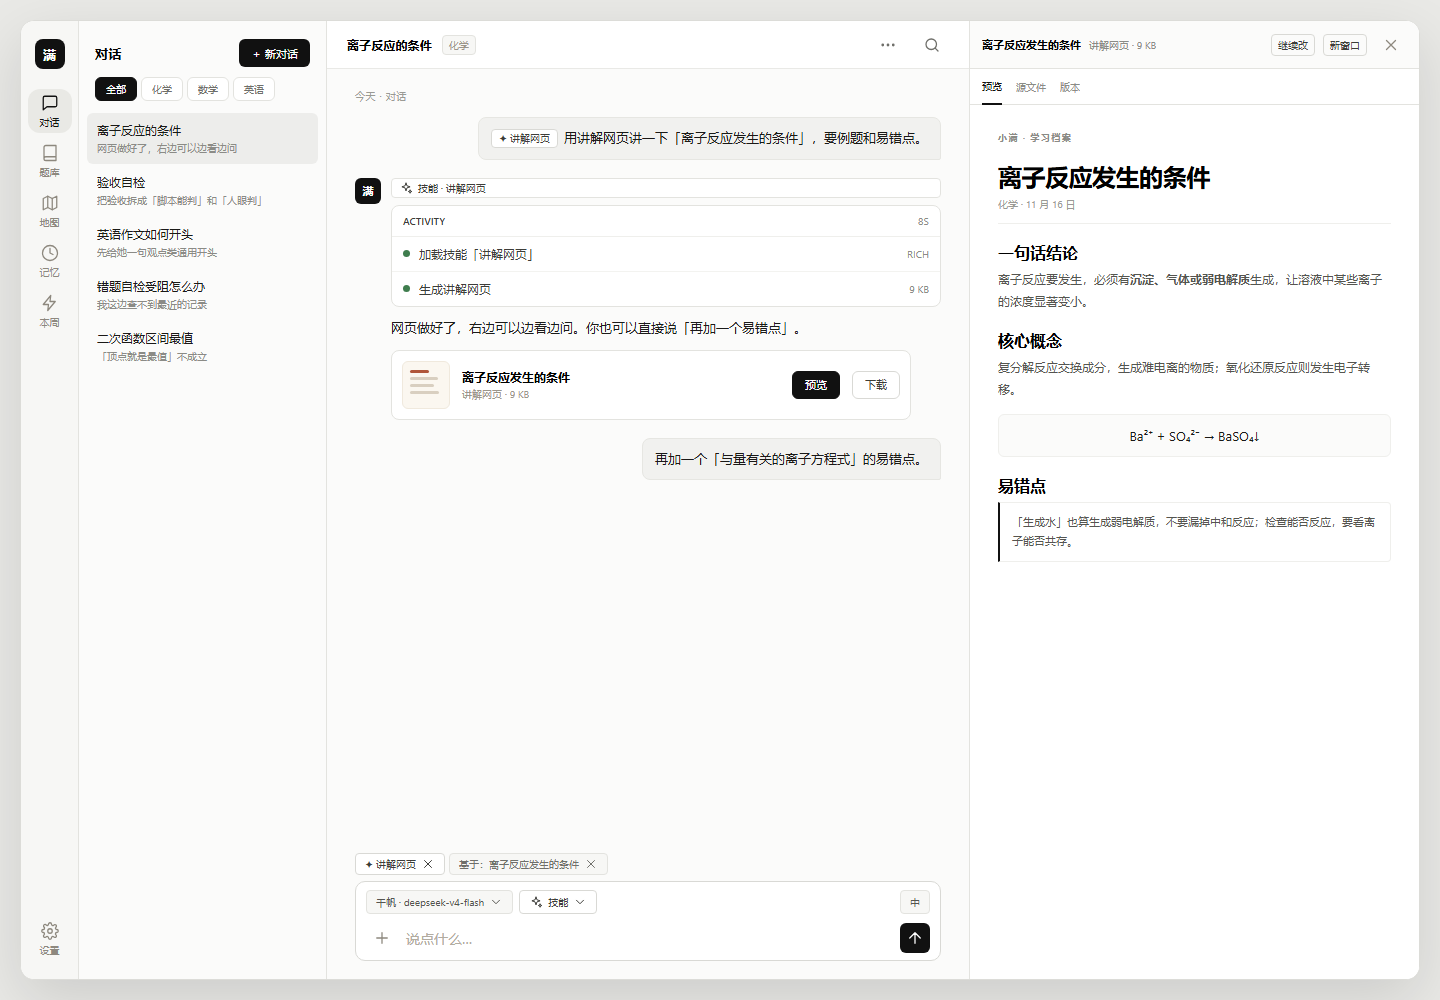 满
对话
题库
地图
记忆
本周
设置
对话
+ 新对话
全部
化学
数学
英语
离子反应的条件
网页做好了，右边可以边看边问
验收自检
把验收拆成「脚本能判」和「人眼判」
英语作文如何开头
先给她一句观点类通用开头
错题自检受阻怎么办
我这边查不到最近的记录
二次函数区间最值
「顶点就是最值」不成立
离子反应的条件
化学
今天 · 对话
✦ 讲解网页 用讲解网页讲一下「离子反应发生的条件」，要例题和易错点。
满
技能 · 讲解网页
ACTIVITY
8S
加载技能「讲解网页」
RICH
生成讲解网页
9 KB
网页做好了，右边可以边看边问。你也可以直接说「再加一个易错点」。
离子反应发生的条件
讲解网页 · 9 KB
预览
下载
再加一个「与量有关的离子方程式」的易错点。
✦ 讲解网页
基于：离子反应发生的条件
千帆 · deepseek-v4-flash
技能
中
说点什么...
离子反应发生的条件
讲解网页 · 9 KB
继续改
新窗口
预览
源文件
版本
小满 · 学习档案
离子反应发生的条件
化学 · 11 月 16 日
一句话结论
离子反应要发生，必须有沉淀、气体或弱电解质生成，让溶液中某些离子
的浓度显著变小。
核心概念
复分解反应交换成分，生成难电离的物质；氧化还原反应则发生电子转
移。
Ba²⁺ + SO₄²⁻ → BaSO₄↓
易错点
「生成水」也算生成弱电解质，不要漏掉中和反应；检查能否反应，要看离
子能否共存。